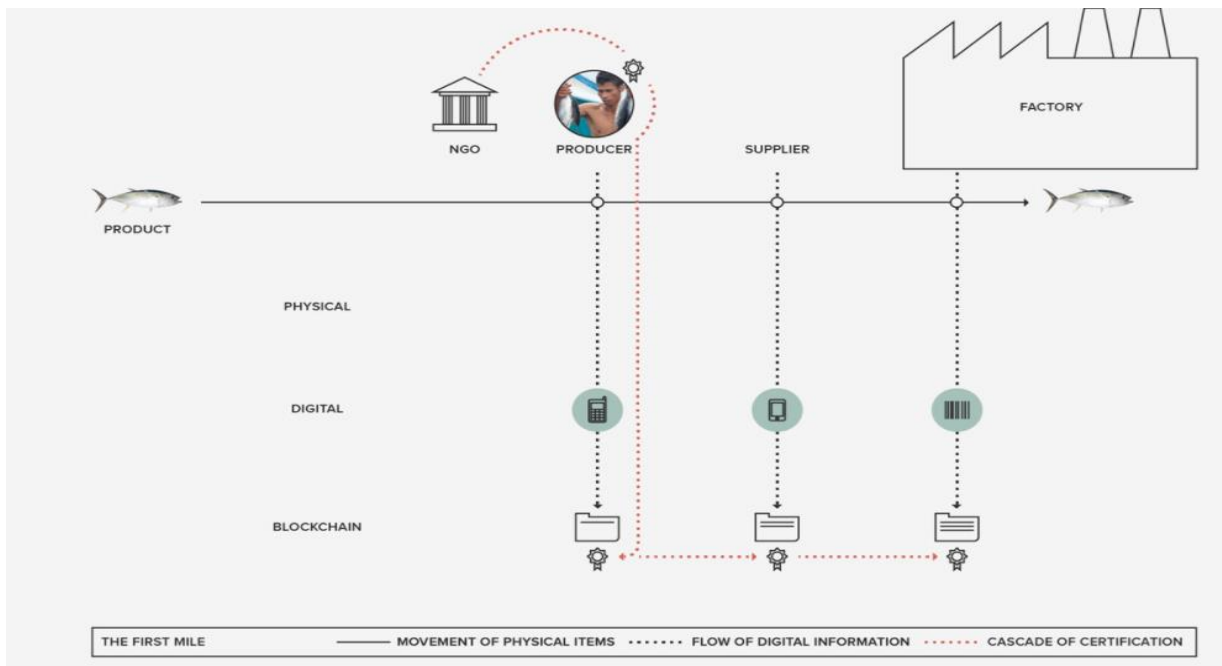 FACTORY
NGO
PRODUCER
SUPPLIER
PRODUCT
PHYSICAL
DIGITAL
BLOCKCHAIN
THE FIRST MILE
MOVEMENT OF PHYSICAL ITEMS
FLOW OF DIGITAL INFORMATION
CASCADE OF CERTIFICATION